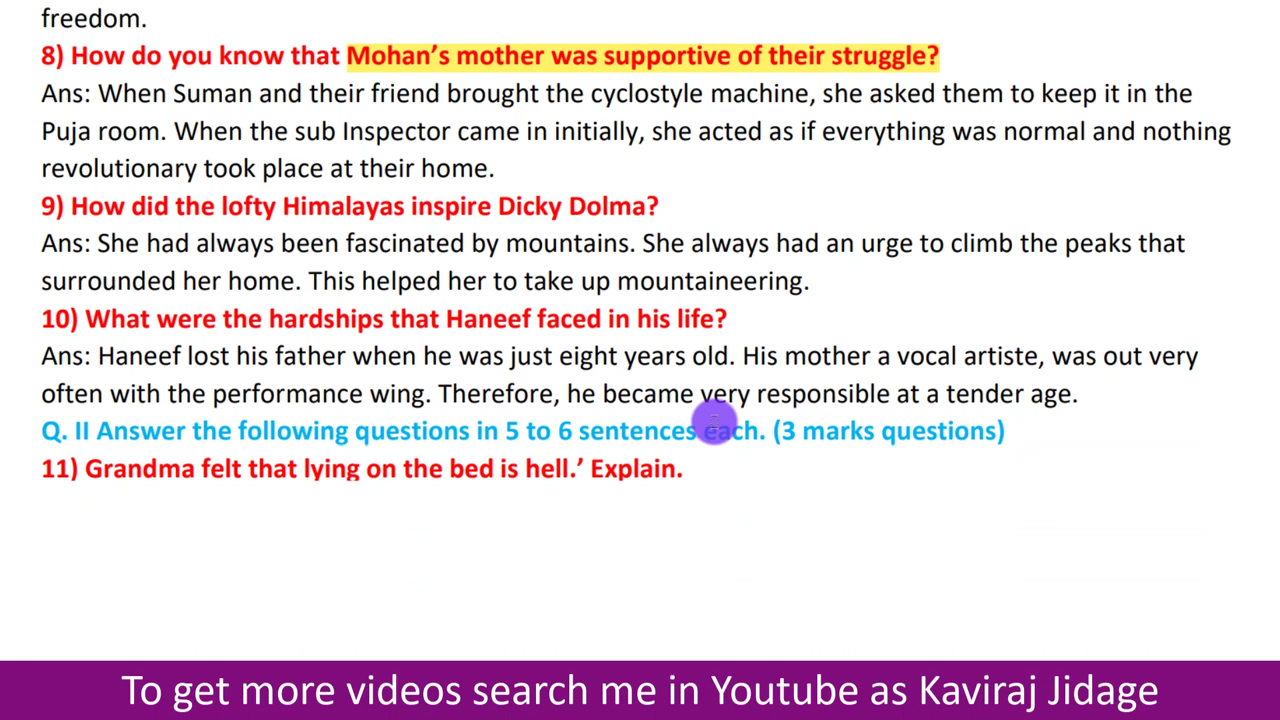 freedom.
8) How do you know that Mohan’s mother was supportive of their struggle?
Ans: When Suman and their friend brought the cyclostyle machine, she asked them to keep it in the
Puja room. When the sub Inspector came in initially, she acted as if everything was normal and nothing
revolutionary took place at their home.
9) How did the lofty Himalayas inspire Dicky Dolma?
Ans: She had always been fascinated by mountains. She always had an urge to climb the peaks that
surrounded her home. This helped her to take up mountaineering.
10) What were the hardships that Haneef faced in his life?
Ans: Haneef lost his father when he was just eight years old. His mother a vocal artiste, was out very
often with the performance wing. Therefore, he became very responsible at a tender age.
Q. II Answer the following questions in 5 to 6 sentences each. (3 marks questions)
11) Grandma felt that lying on the bed is hell.’ Explain.
To get more videos search me in Youtube as Kaviraj Jidage